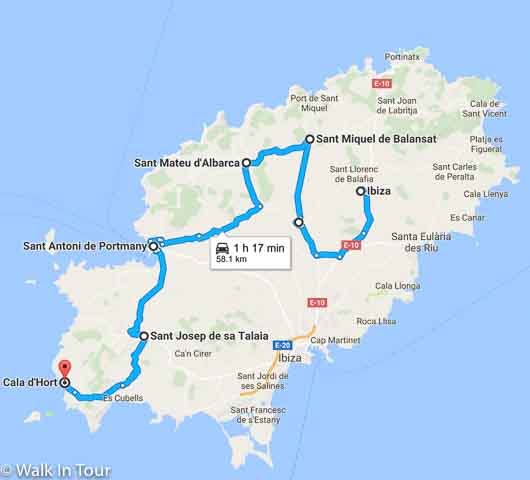 Portinatx
E-10
Port de Sant
Miquel
Sant Joan
de Labritja
Cala de
Sant Vicent
Sant Miquel de Balansat
Platja es
Figueral
Sant Mateu d'Albarca
Sant Llorenc
de Balafia
Sant Carles
de Peralta
Ibiza
Cala Llenya
Es Canar
Sant Antoni de Portmany
1 h 17 min
58.1 km
E-10
Santa Eulària
des Riu
Cala Llonga
E-10
Roca Llisa
Sant Josep de sa Talaia
Cap Martinet
E-20
Ca'n Cirer
Ibiza
Cala d'Hort
Sant Jordi de
ses Salines
Es Cubells
Sant Francesc
de s'Estany
© Walk In Tour